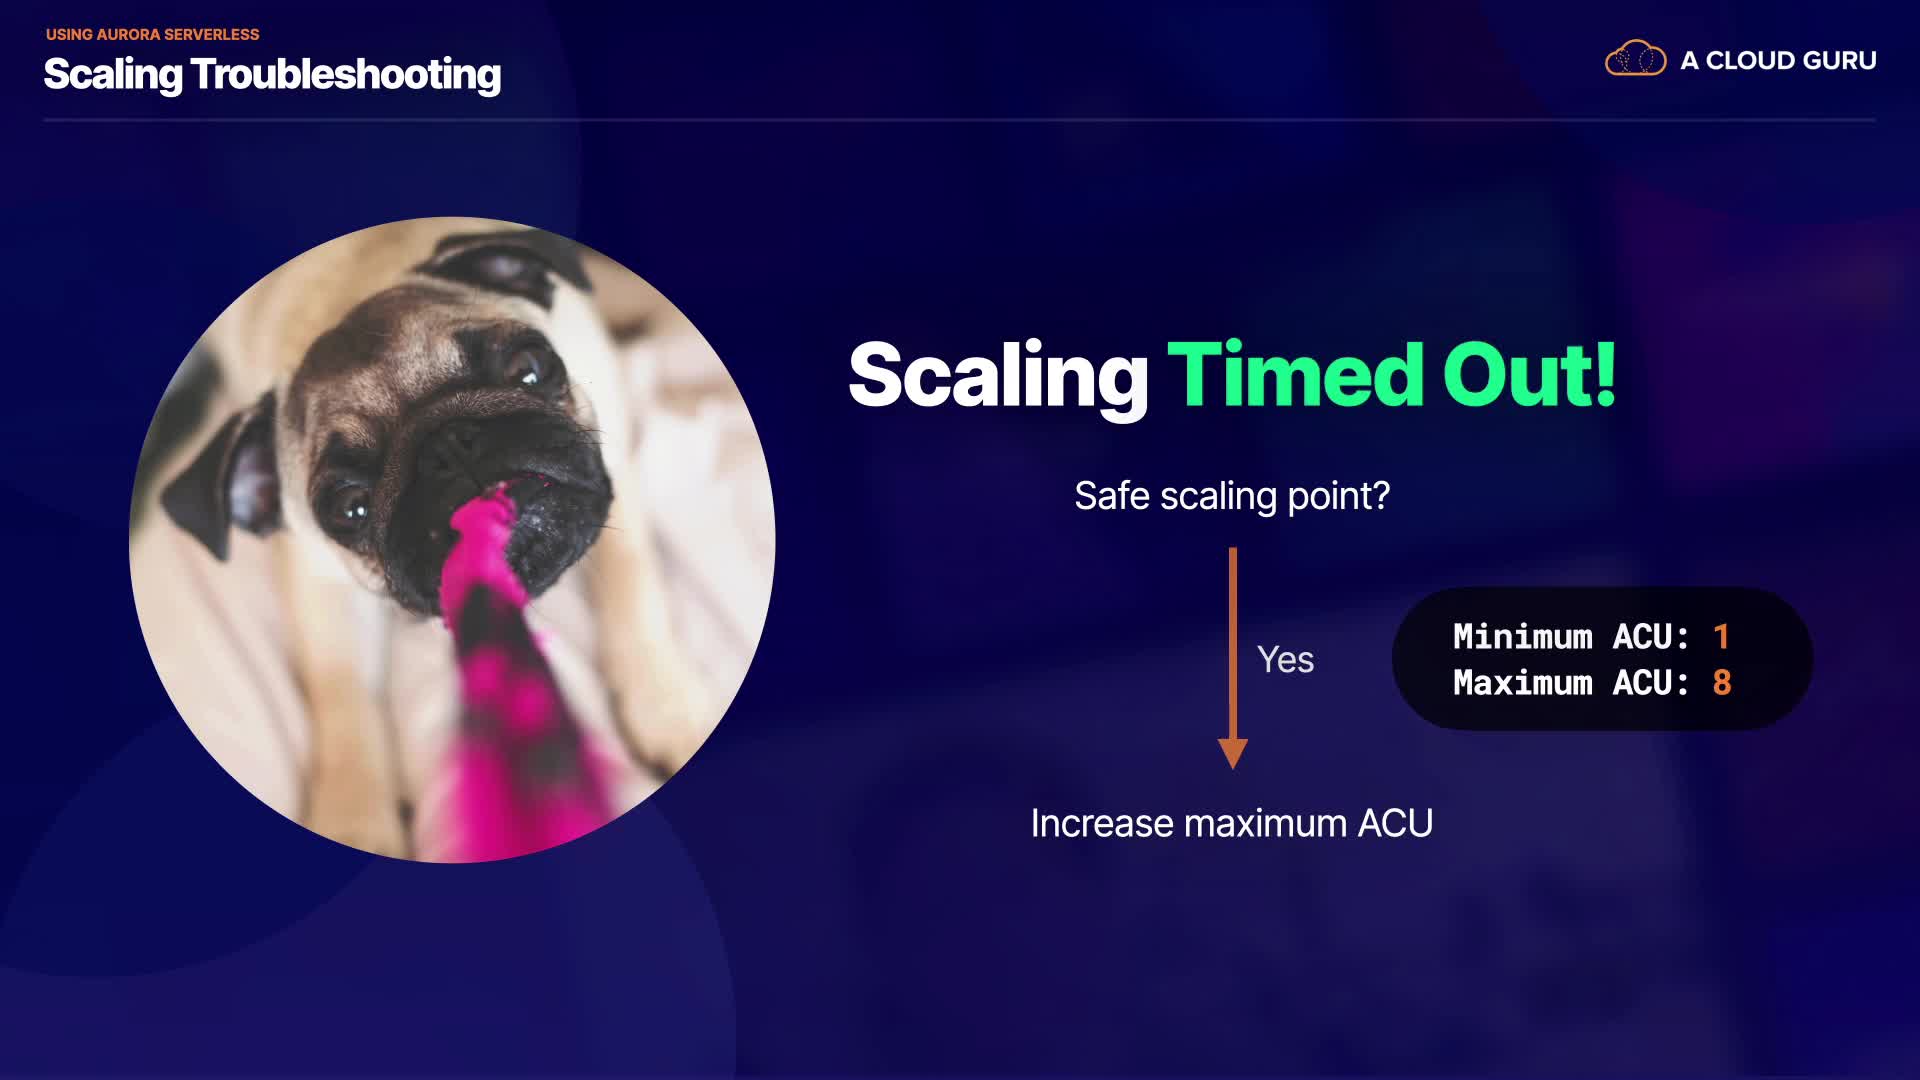 USING AURORA SERVERLESS
Scaling Troubleshooting
A CLOUD GURU
Scaling Timed Out!
Safe scaling point?
Yes
Minimum ACU: 1
Maximum ACU: 8
Increase maximum ACU